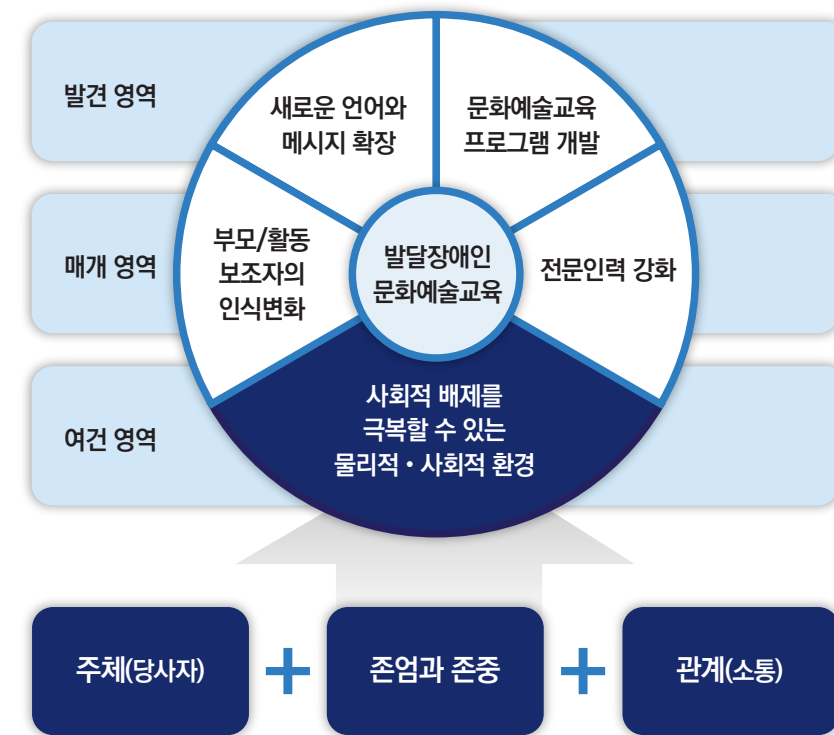 발견 영역
새로운 언어와
메시지 확장
문화예술교육
프로그램 개발
매개 영역
부모/활동
보조자의
인식변화
발달장애인
문화예술교육
전문인력 강화
여건 영역
사회적 배제를
극복할 수 있는
물리적 • 사회적 환경
주체(당사자) + 존엄과 존중 + 관계(소통)